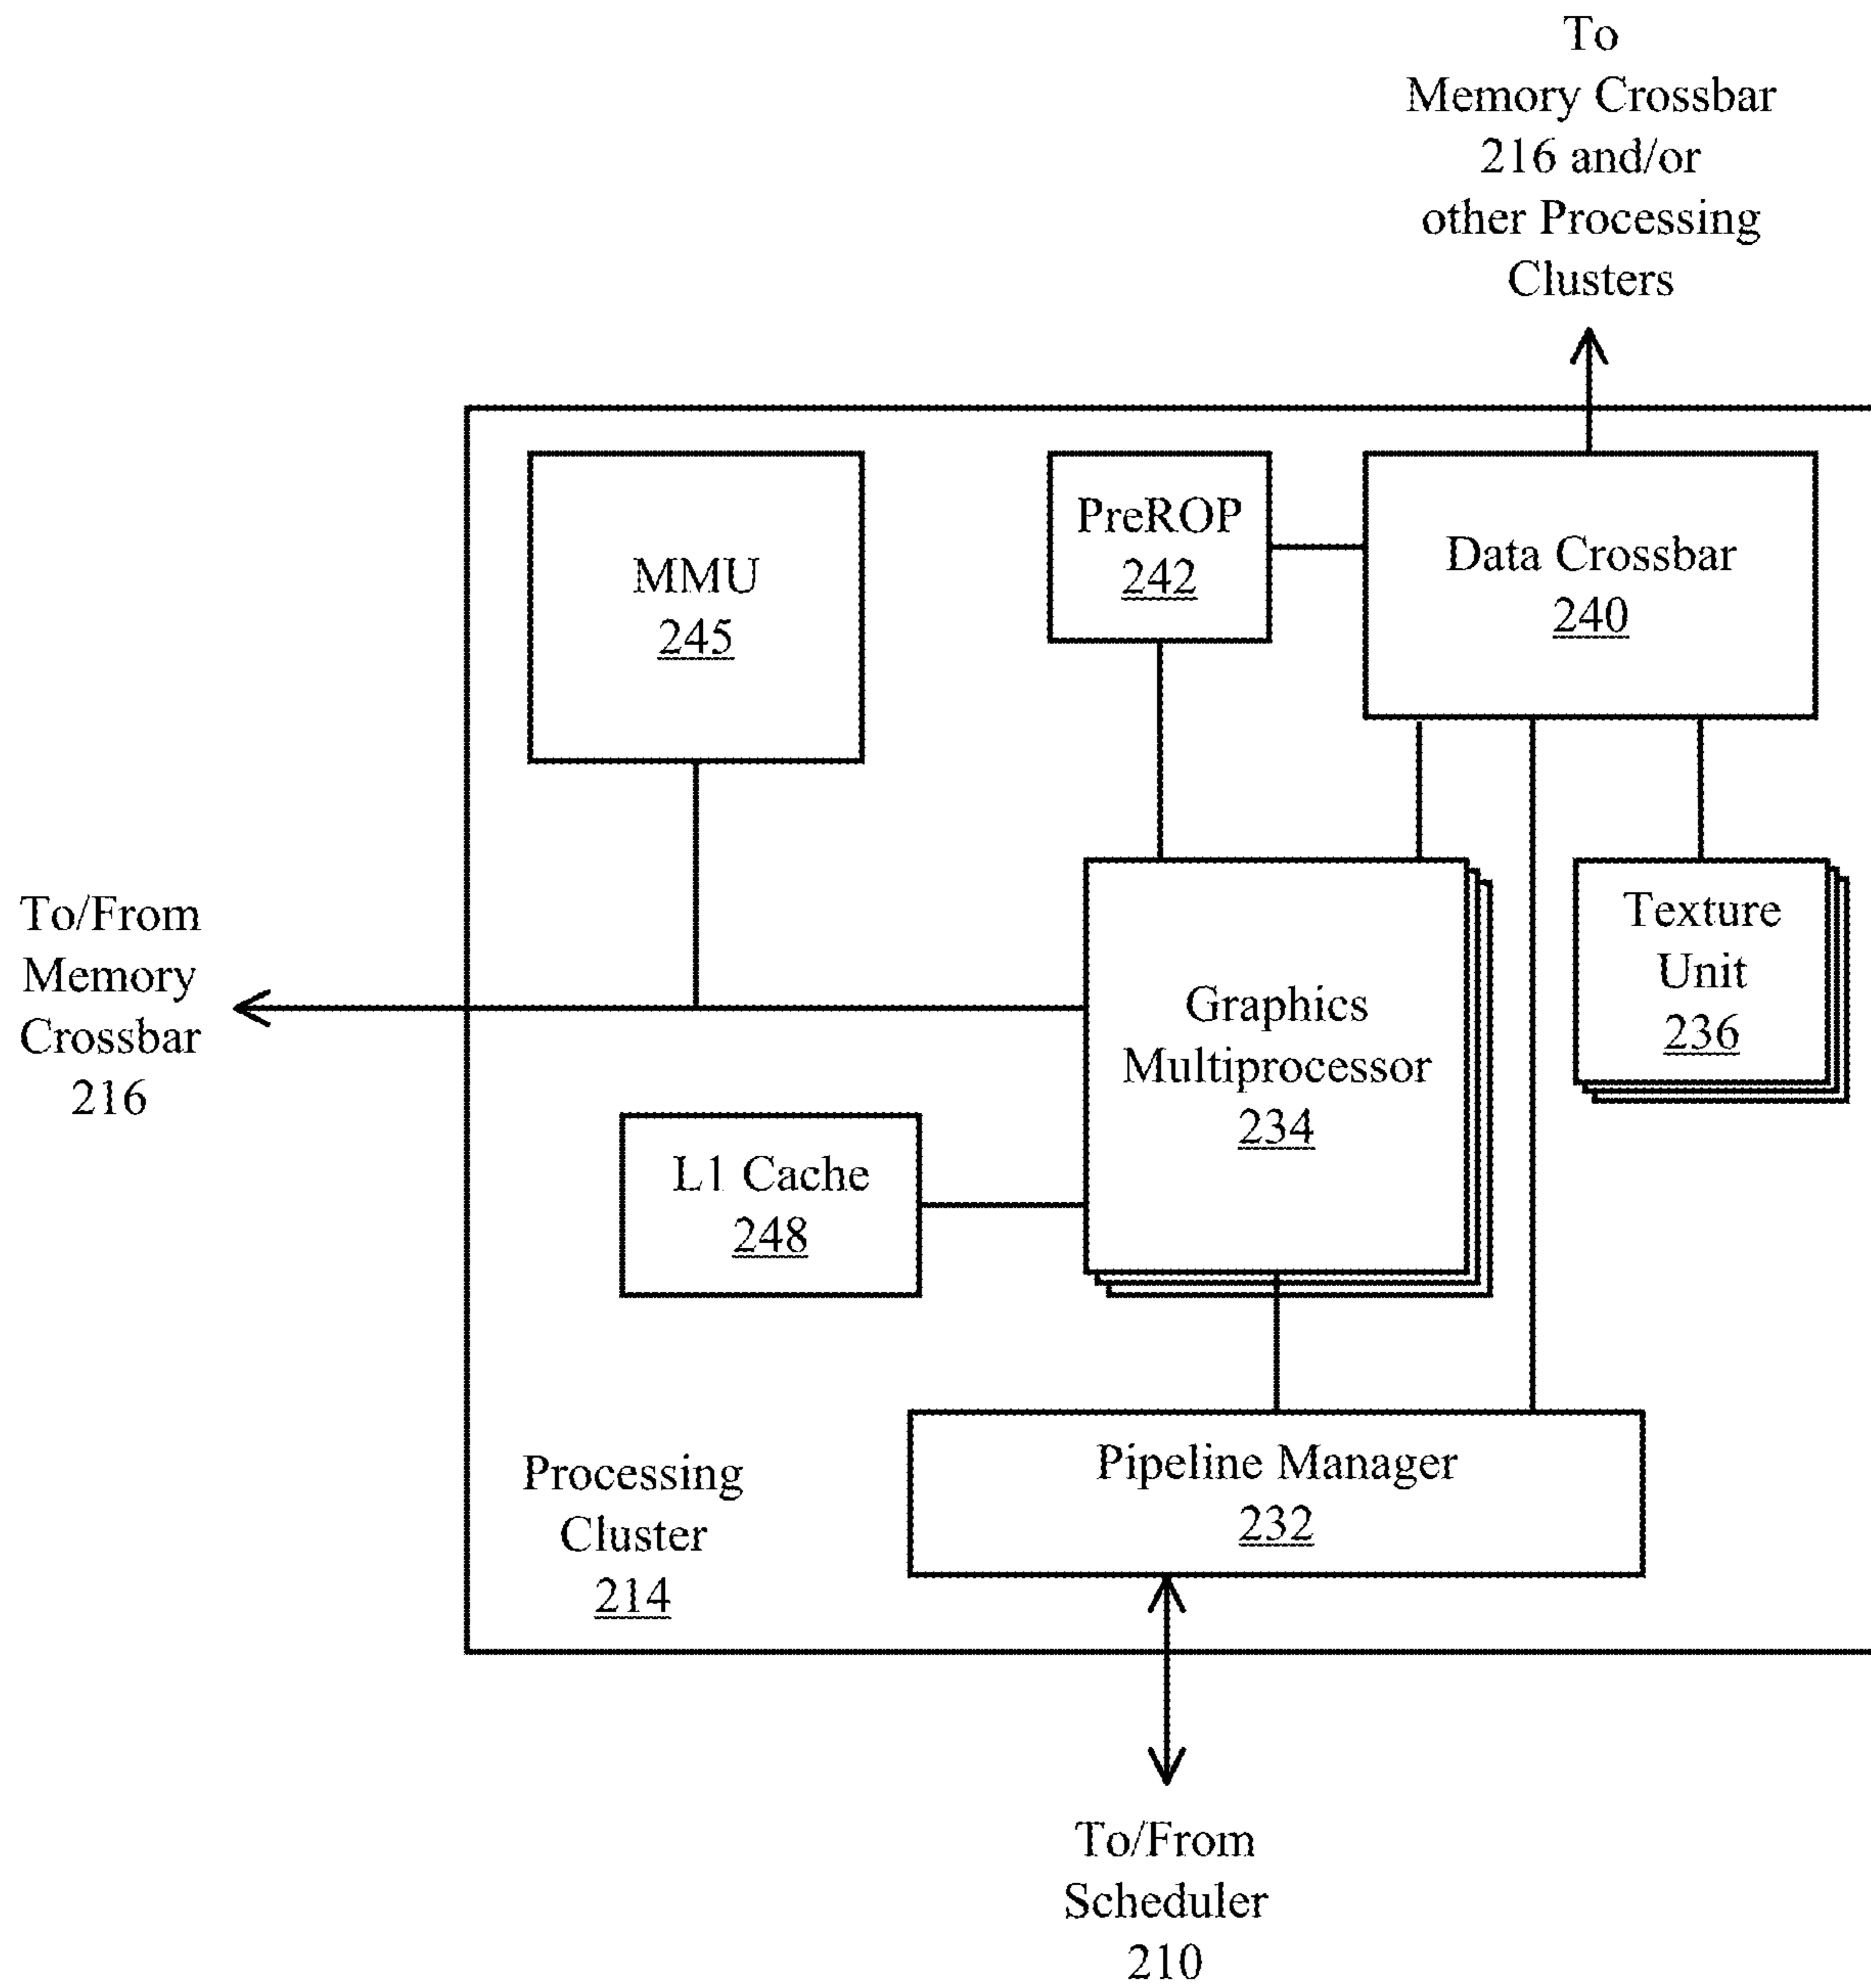 To
Memory Crossbar
216 and/or
other Processing
Clusters
MMU
245
PreROP
242
Data Crossbar
240
To/From
Memory
Crossbar
216
Graphics
Multiprocessor
234
Texture
Unit
236
L1 Cache
248
Processing
Cluster
214
Pipeline Manager
232
To/From
Scheduler
210